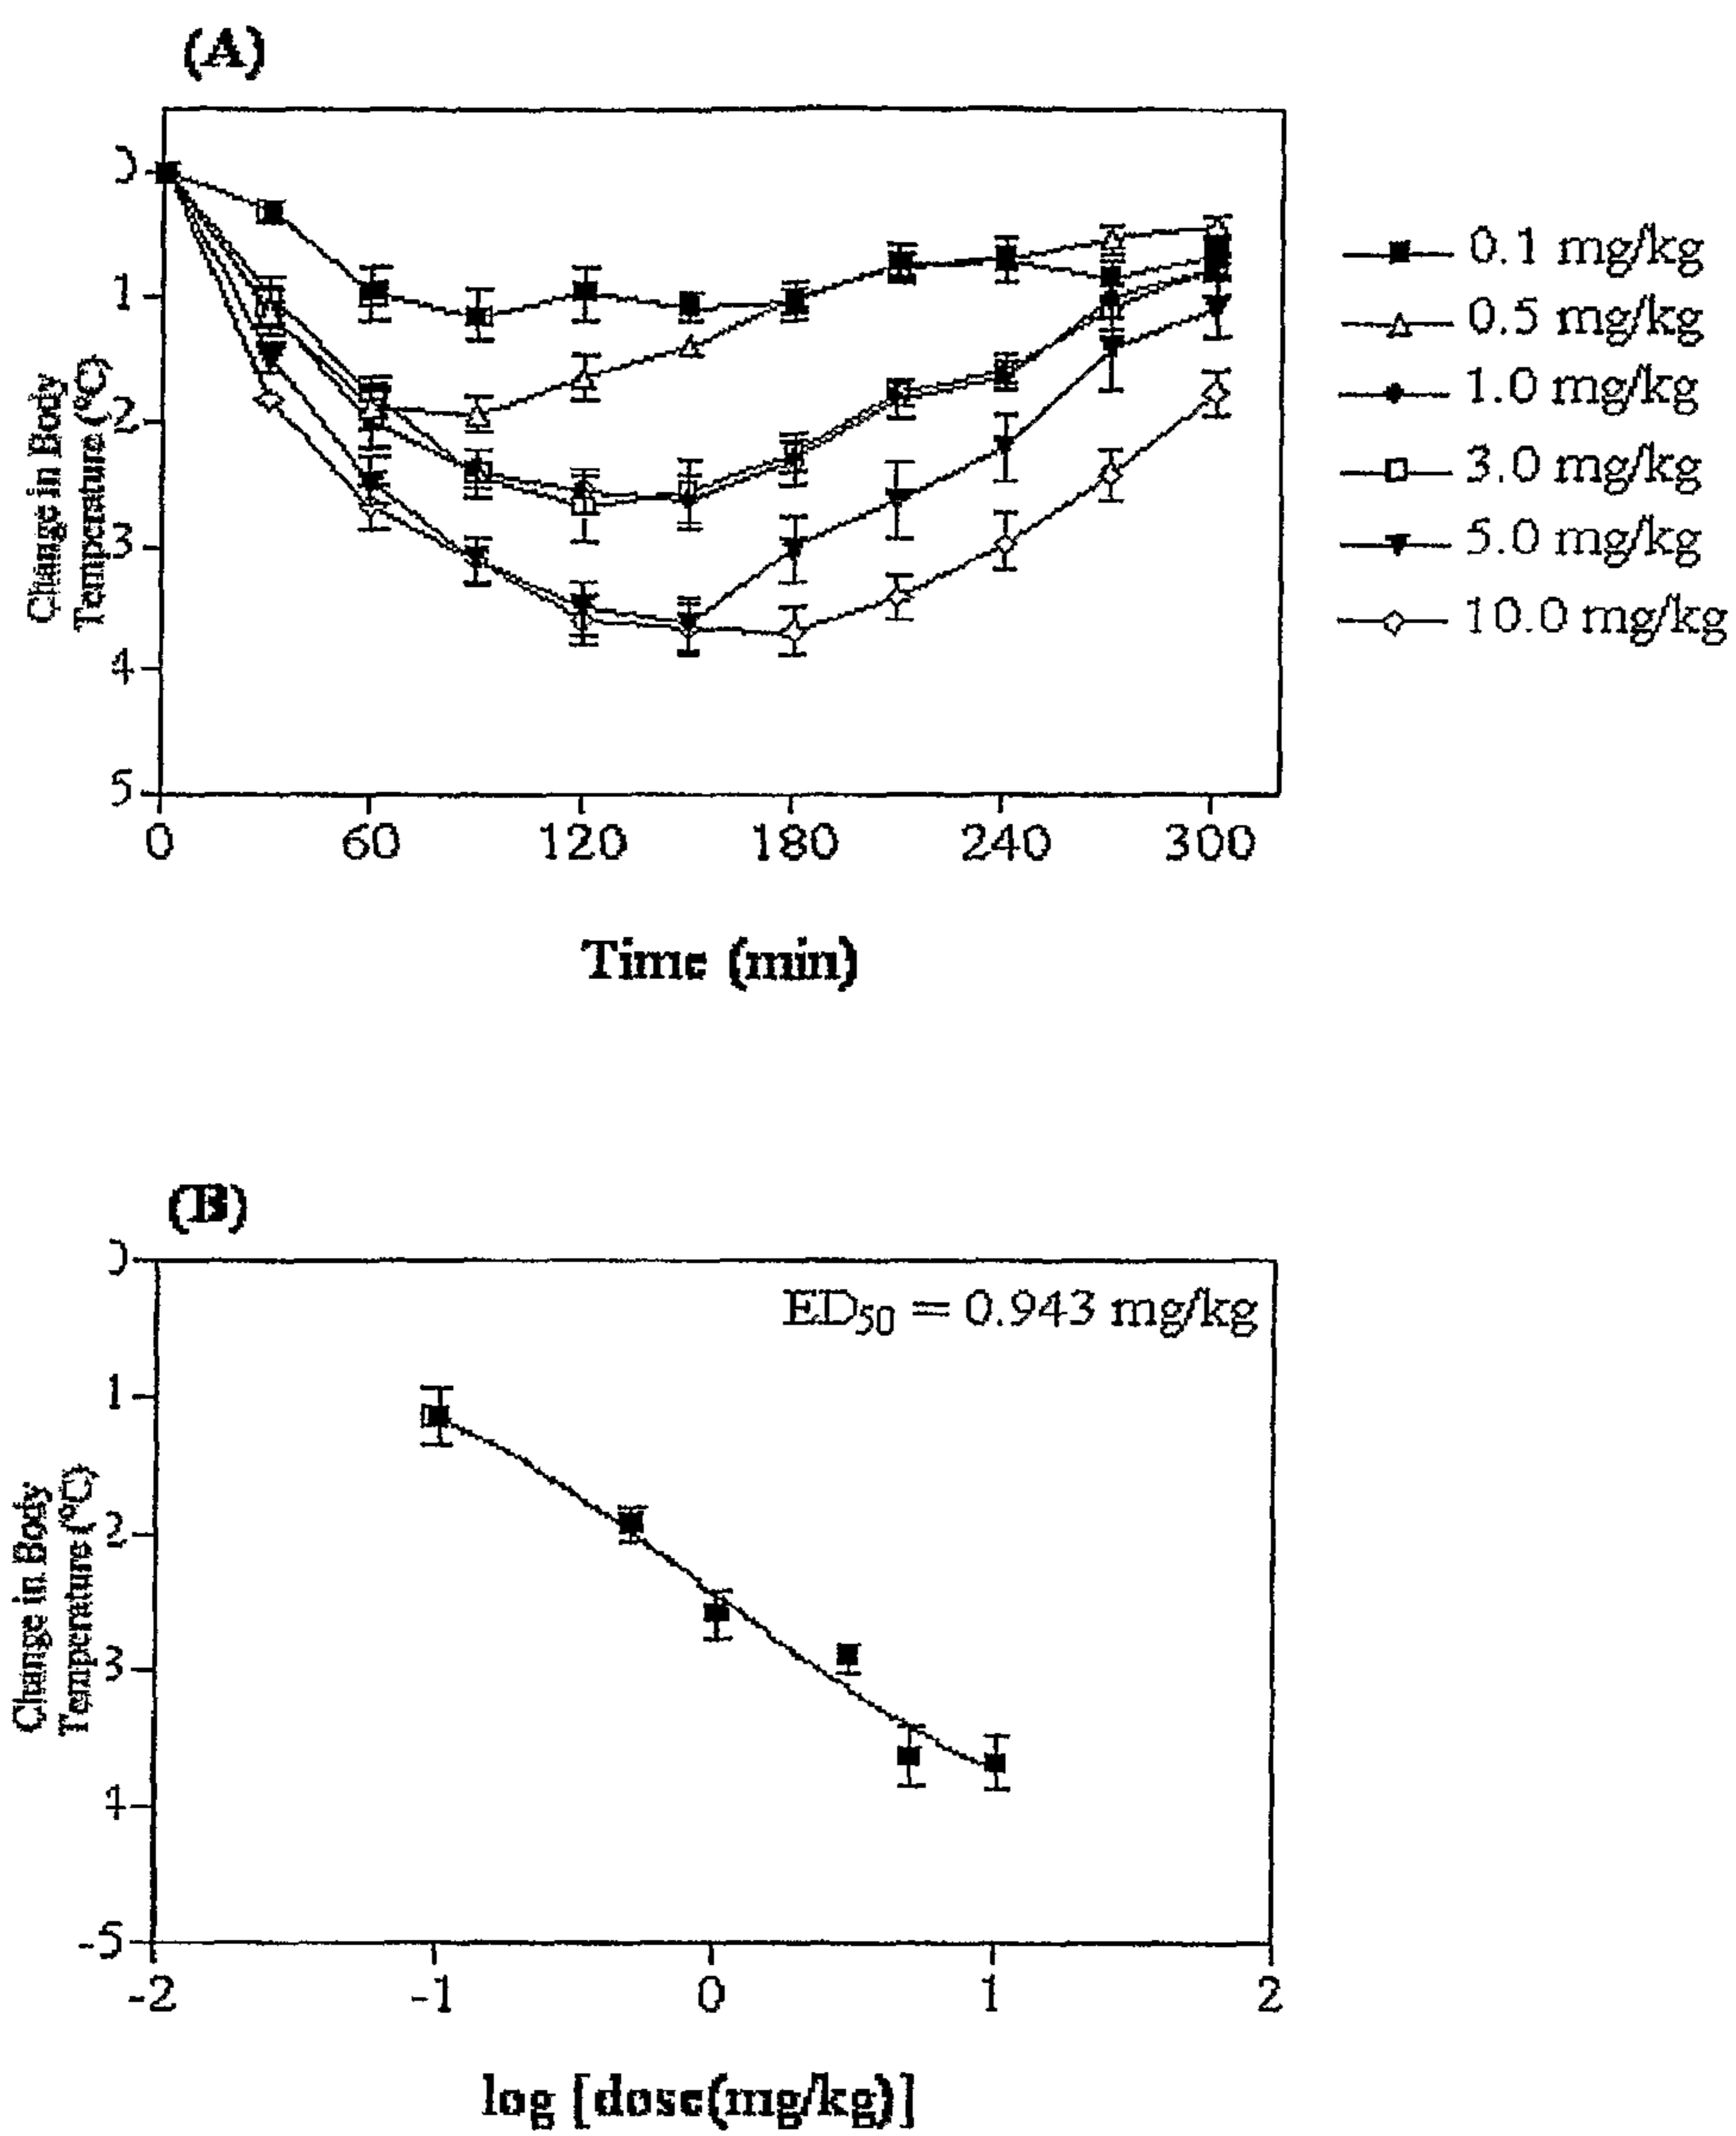 (A)
0
1
2
3
4
5
Change in Body
Temperature (°C)
0 60 120 180 240 300
Time (min)
0.1 mg/kg
0.5 mg/kg
1.0 mg/kg
3.0 mg/kg
5.0 mg/kg
10.0 mg/kg
(B)
ED50 = 0.943 mg/kg
0
1
2
3
4
-5
Change in Body
Temperature (°C)
-2 -1 0 1 2
log [dose(mg/kg)]